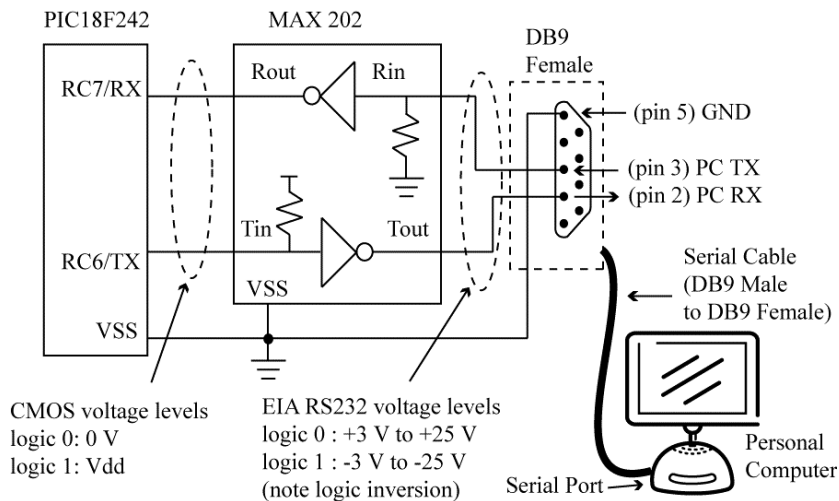 PIC18F242
MAX 202
DB9
Female
RC7/RX
Rout
Rin
(pin 5) GND
(pin 3) PC TX
(pin 2) PC RX
Tin
Tout
RC6/TX
VSS
VSS
Serial Cable
(DB9 Male
to DB9 Female)
CMOS voltage levels
logic 0: 0 V
logic 1: Vdd
EIA RS232 voltage levels
logic 0 : +3 V to +25 V
logic 1 : -3 V to -25 V
(note logic inversion)
Personal
Computer
Serial Port